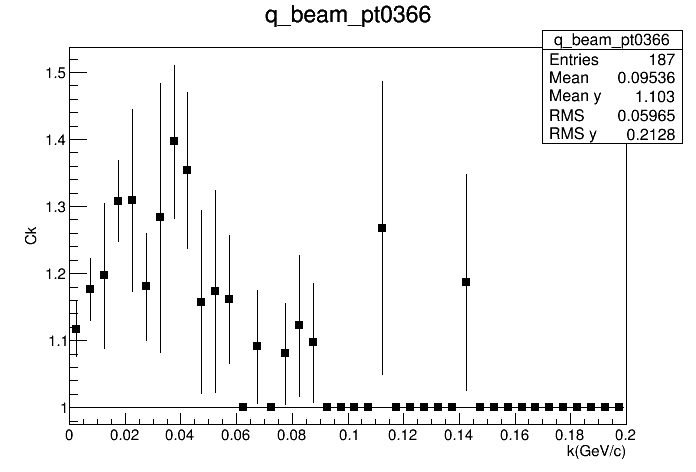 q_beam_pt0366
q_beam_pt0366
Entries 187
Mean 0.09536
Mean y 1.103
RMS 0.05965
RMS y 0.2128
Ck
1.5
1.4
1.3
1.2
1.1
1
0 0.02 0.04 0.06 0.08 0.1 0.12 0.14 0.16 0.18 0.2
k(GeV/c)